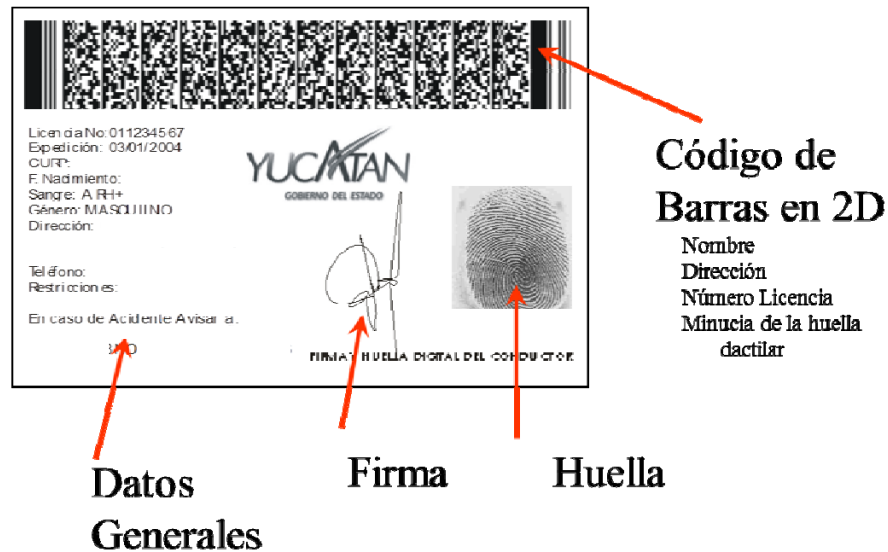 Licencia No:011234567
Expedición: 03/01/2004
CURP:
F. Nacimiento:
Sangre: A RH+
Género: MASCULINO
Dirección:
Teléfono:
Restricciones:
En caso de Acidente Avisar a:
YUCATAN
GOBIERNO DEL ESTADO
FIRMA Y HUELLA DIGITAL DEL CONDUCTOR
Código de
Barras en 2D
Nombre
Dirección
Número Licencia
Minucia de la huella
dactilar
Datos
Generales
Firma
Huella